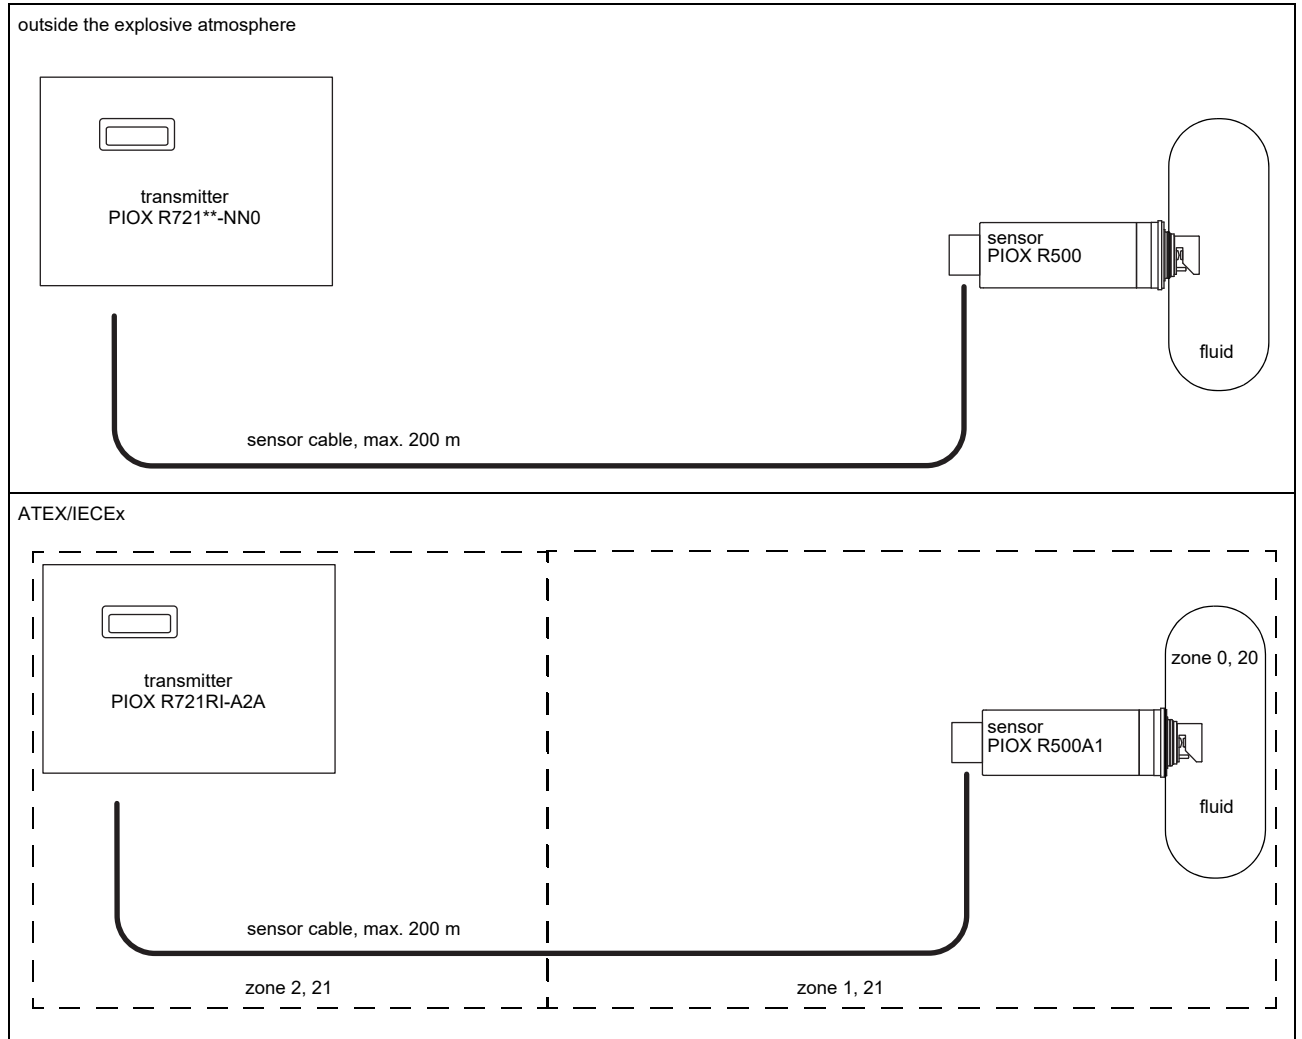 outside the explosive atmosphere
transmitter
PIOX R721**-NN0
sensor
PIOX R500
fluid
sensor cable, max. 200 m
ATEX/IECEx
transmitter
PIOX R721RI-A2A
zone 0, 20
sensor
PIOX R500A1
fluid
sensor cable, max. 200 m
zone 2, 21
zone 1, 21